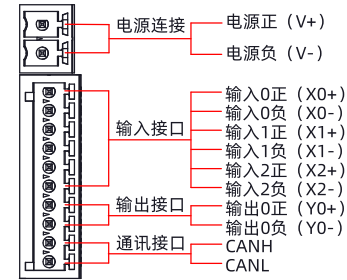 电源连接
电源正（V+）
电源负（V-）
输入接口
输入0正（X0+）
输入0负（X0-）
输入1正（X1+）
输入1负（X1-）
输入2正（X2+）
输入2负（X2-）
输出接口
输出0正（Y0+）
输出0负（Y0-）
通讯接口
CANH
CANL